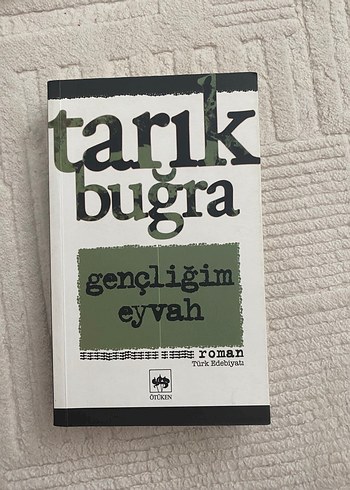 tarık
buğra
gençliğim
eyvah
roman
Türk Edebiyatı
ÖTÜKEN